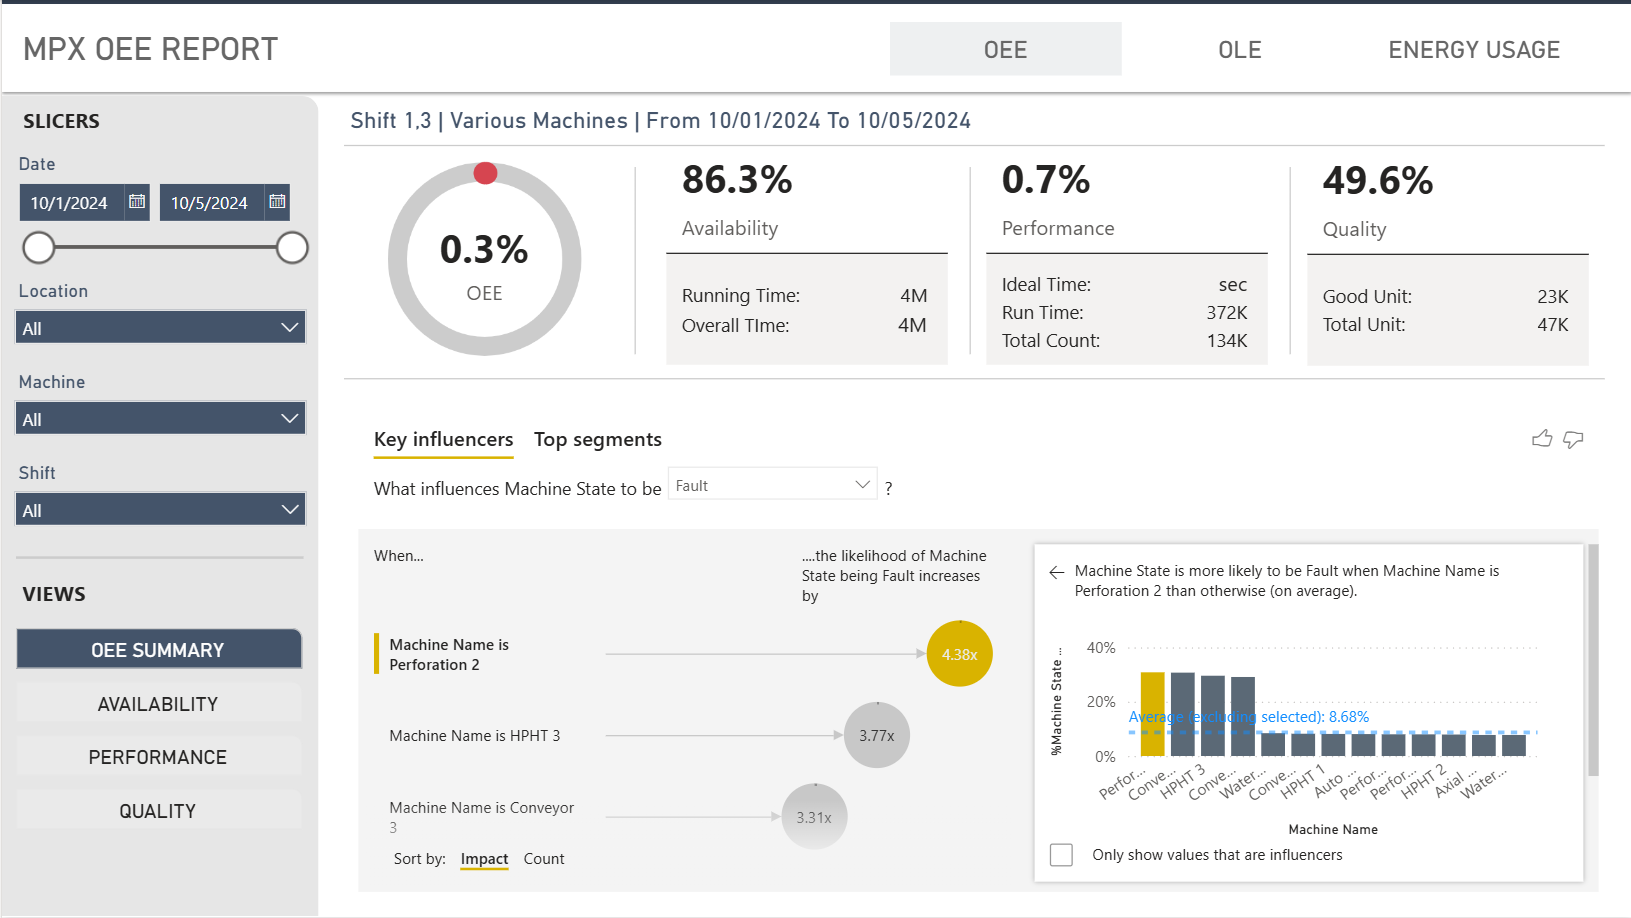 MPX OEE REPORT
OEE
OLE
ENERGY USAGE
SLICERS
Date
10/1/2024
10/5/2024
Location
All
Machine
All
Shift
All
VIEWS
OEE SUMMARY
AVAILABILITY
PERFORMANCE
QUALITY
Shift 1,3 | Various Machines | From 10/01/2024 To 10/05/2024
0.3%
OEE
86.3%
Availability
Running Time: 4M
Overall TIme: 4M
0.7%
Performance
Ideal Time: sec
Run Time: 372K
Total Count: 134K
49.6%
Quality
Good Unit: 23K
Total Unit: 47K
Key influencers
Top segments
What influences Machine State to be Fault ?
When...
....the likelihood of Machine
State being Fault increases
by
Machine Name is
Perforation 2
4.38x
Machine Name is HPHT 3
3.77x
Machine Name is Conveyor
3
3.31x
Sort by: Impact Count
Machine State is more likely to be Fault when Machine Name is
Perforation 2 than otherwise (on average).
%Machine State ...
40%
20%
0%
Average (excluding selected): 8.68%
Perfor...
Conve...
HPHT 3
Conve...
Water...
Conve...
HPHT 1
Auto ...
Perfor...
Perfor...
HPHT 2
Axial ...
Water...
Machine Name
Only show values that are influencers